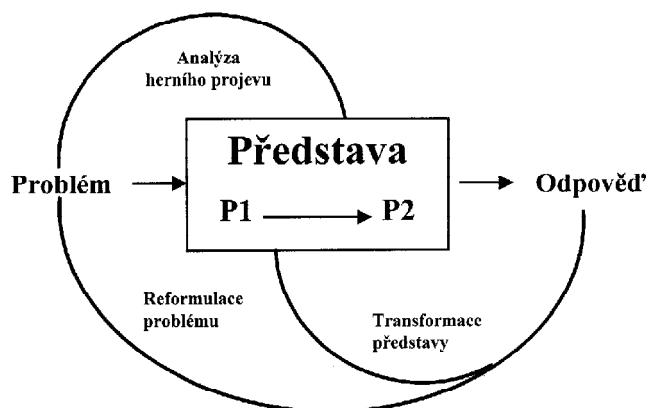 Analýza
herního projevu
Představa
Problém
P1
P2
Odpověď
Reformulace
problému
Transformace
představy